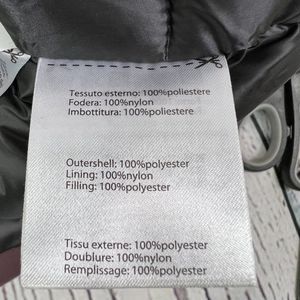 Tessuto esterno: 100%poliestere
Fodera: 100%nylon
Imbottitura: 100%poliestere
Outershell: 100%polyester
Lining: 100%nylon
Filling: 100%polyester
Tissu externe: 100%polyester
Doublure: 100%nylon
Remplissage: 100%polyester